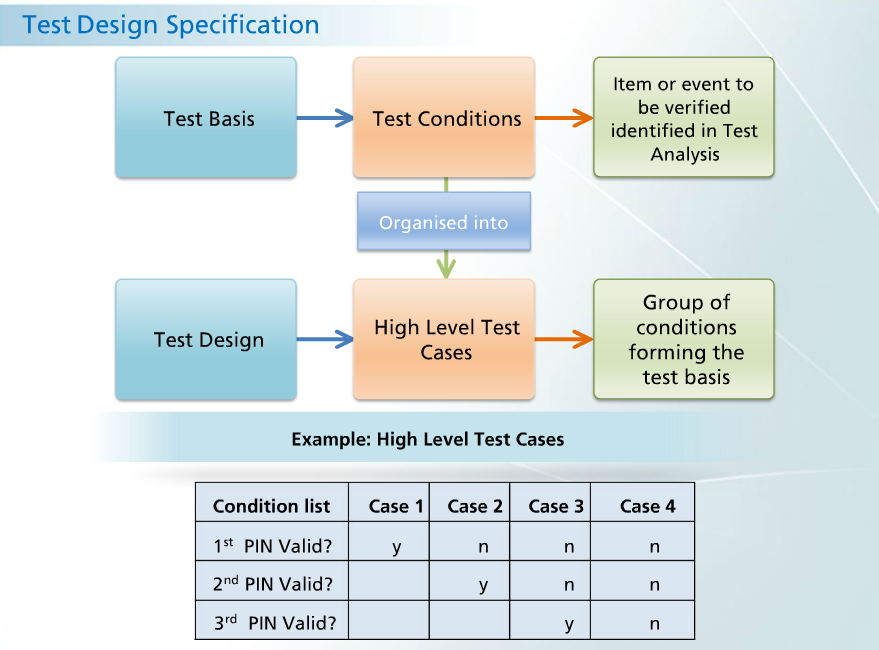 Test Design Specification
Test Basis
Test Conditions
Item or event to
be verified
identified in Test
Analysis
Organised into
Test Design
High Level Test
Cases
Group of
conditions
forming the
test basis
Example: High Level Test Cases
Condition list Case 1 Case 2 Case 3 Case 4
1st PIN Valid? y n n n
2nd PIN Valid? y n n
3rd PIN Valid? y n